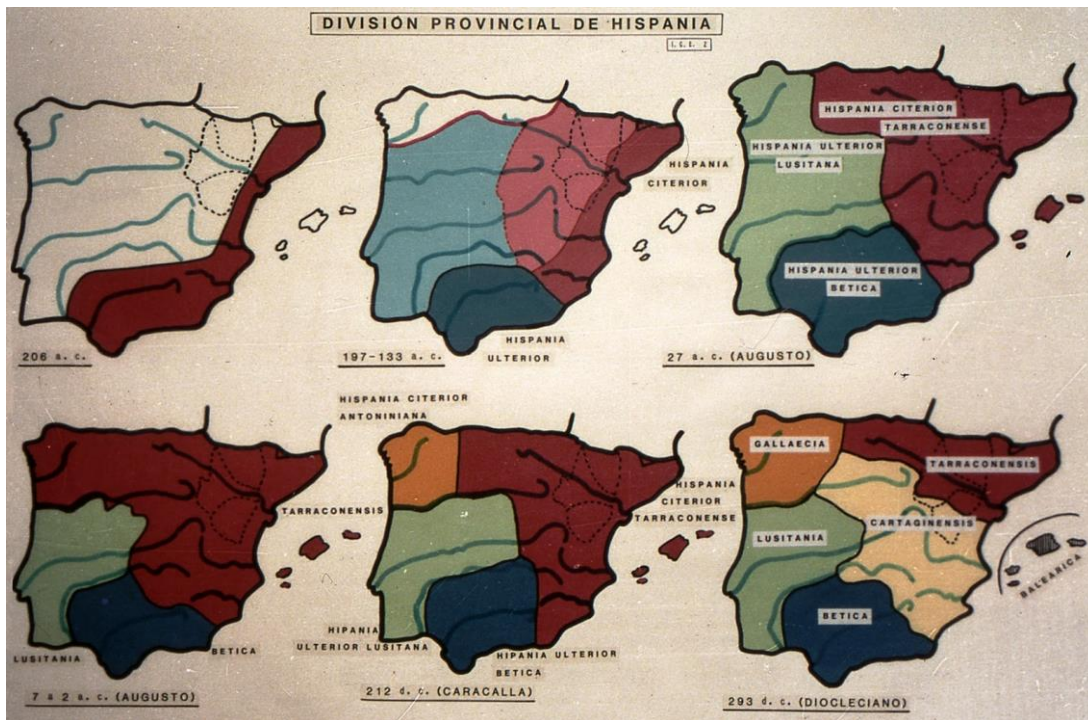 DIVISIÓN PROVINCIAL DE HISPANIA
HISPANIA
CITERIOR
HISPANIA CITERIOR
TARRACONENSE
HISPANIA ULTERIOR
LUSITANA
HISPANIA ULTERIOR
BETICA
206 a. c.
197-133 a. c.
HISPANIA
ULTERIOR
27 a. c. (AUGUSTO)
HISPANIA CITERIOR
ANTONINIANA
TARRACONENSIS
HISPANIA
CITERIOR
TARRACONENSE
GALLAECIA
TARRACONENSIS
LUSITANIA
CARTAGINENSIS
BALEARICA
BETICA
LUSITANIA
BETICA
HIPANIA
ULTERIOR LUSITANA
HIPANIA ULTERIOR
BETICA
7 a 2 a. c. (AUGUSTO)
212 d. c. (CARACALLA)
293 d. c. (DIOCLECIANO)